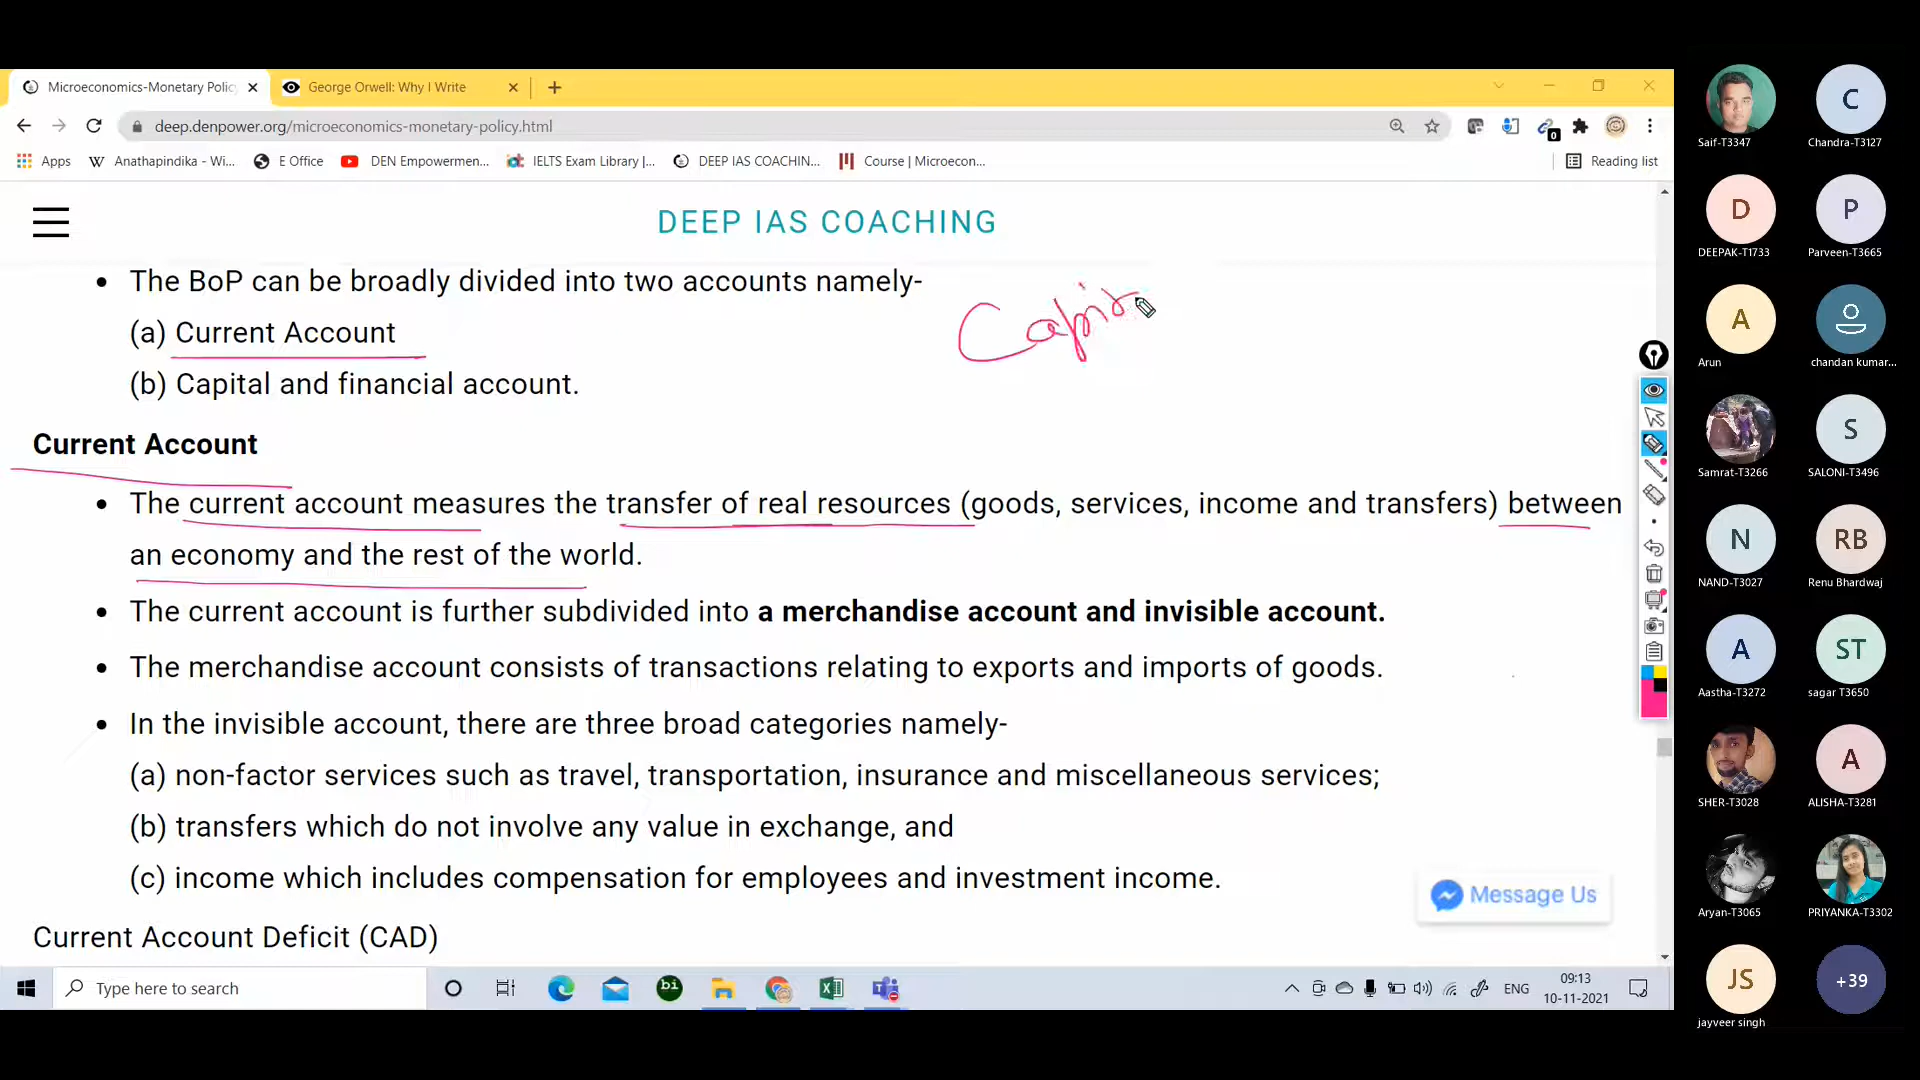 Microeconomics-Monetary Polic
George Orwell: Why I Write
deep.denpower.org/microeconomics-monetary-policy.html
0
Apps
W Anathapindika - Wi...
E Office
DEN Empowermen...
IELTS Exam Library |...
DEEP IAS COACHIN...
Course | Microecon...
Reading list
DEEP IAS COACHING
• The BoP can be broadly divided into two accounts namely-
(a) Current Account
(b) Capital and financial account.
Capit
Current Account
• The current account measures the transfer of real resources (goods, services, income and transfers) between
an economy and the rest of the world.
• The current account is further subdivided into a merchandise account and invisible account.
• The merchandise account consists of transactions relating to exports and imports of goods.
• In the invisible account, there are three broad categories namely-
(a) non-factor services such as travel, transportation, insurance and miscellaneous services;
(b) transfers which do not involve any value in exchange, and
(c) income which includes compensation for employees and investment income.
Message Us
Current Account Deficit (CAD)
Type here to search
bi
ENG
09:13
10-11-2021
Saif-T3347
C
Chandra-T3127
D
DEEPAK-T1733
P
Parveen-T3665
A
Arun
chandan kumar...
Samrat-T3266
S
SALONI-T3496
N
NAND-T3027
RB
Renu Bhardwaj
A
Aastha-T3272
ST
sagar T3650
SHER-T3028
A
ALISHA-T3281
Aryan-T3065
PRIYANKA-T3302
JS
jayveer singh
+39